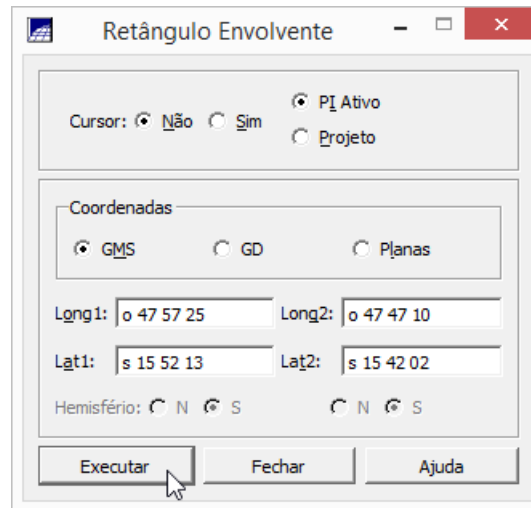 Retângulo Envolvente
Cursor: Não Sim
PI Ativo
Projeto
Coordenadas
GMS GD Planas
Long1: o 47 57 25 Long2: o 47 47 10
Lat1: s 15 52 13 Lat2: s 15 42 02
Hemisfério: N S N S
Executar Fechar Ajuda